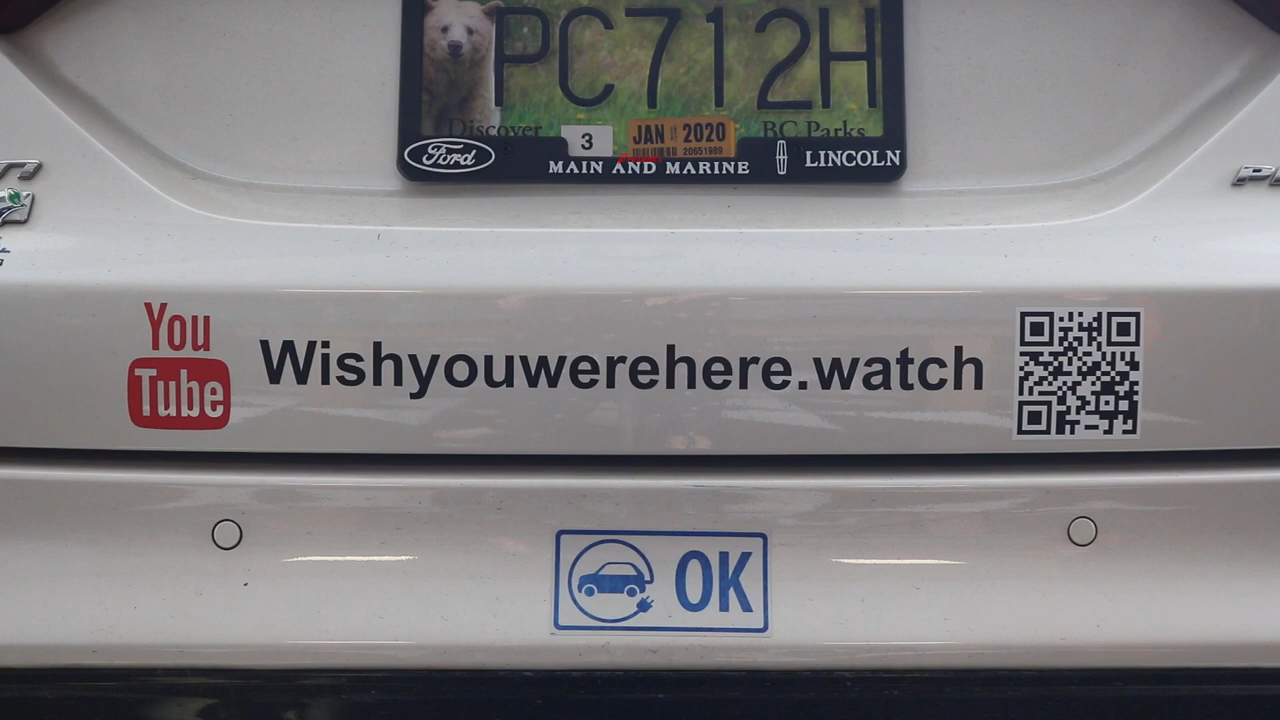 PC712H
Discover
BC Parks
3
JAN
2020
20651989
Ford
MAIN AND MARINE
LINCOLN
You
Tube
Wishyouwerehere.watch
OK